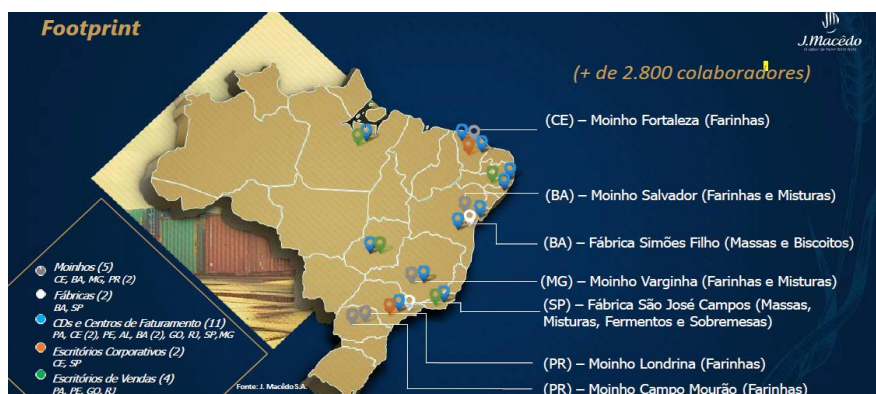 Footprint
J.Macêdo
(+ de 2.800 colaboradores)
(CE) – Moinho Fortaleza (Farinhas)
(BA) – Moinho Salvador (Farinhas e Misturas)
(BA) – Fábrica Simões Filho (Massas e Biscoitos)
(MG) – Moinho Varginha (Farinhas e Misturas)
(SP) – Fábrica São José Campos (Massas,
Misturas, Fermentos e Sobremesas)
(PR) – Moinho Londrina (Farinhas)
(PR) – Moinho Campo Mourão (Farinhas)
Moinhos (5)
CE, BA, MG, PR (2)
Fábricas (2)
BA, SP
CDs e Centros de Faturamento (11)
PA, CE (2), PE, AL, BA (2), GO, RJ, SP, MG
Escritórios Corporativos (2)
CE, SP
Escritórios de Vendas (4)
PA, PE, GO, RJ
Fonte: J. Macêdo S.A.